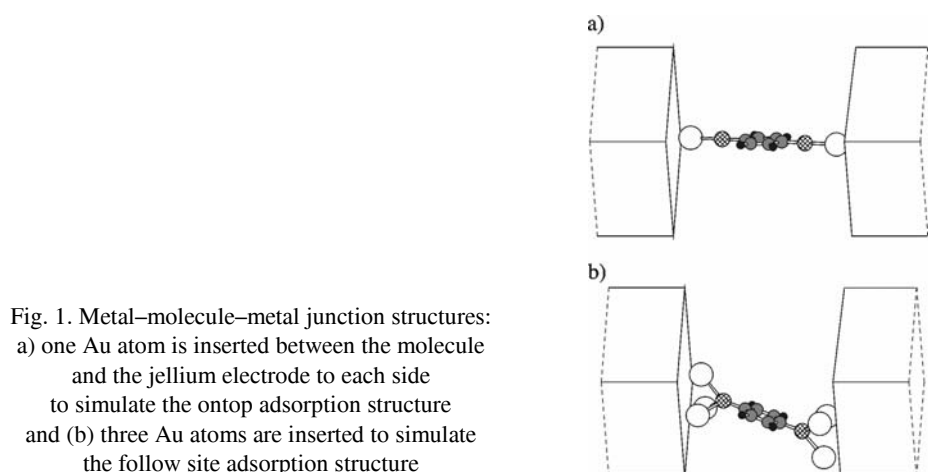 a)
b)
Fig. 1. Metal–molecule–metal junction structures:
a) one Au atom is inserted between the molecule
and the jellium electrode to each side
to simulate the ontop adsorption structure
and (b) three Au atoms are inserted to simulate
the follow site adsorption structure